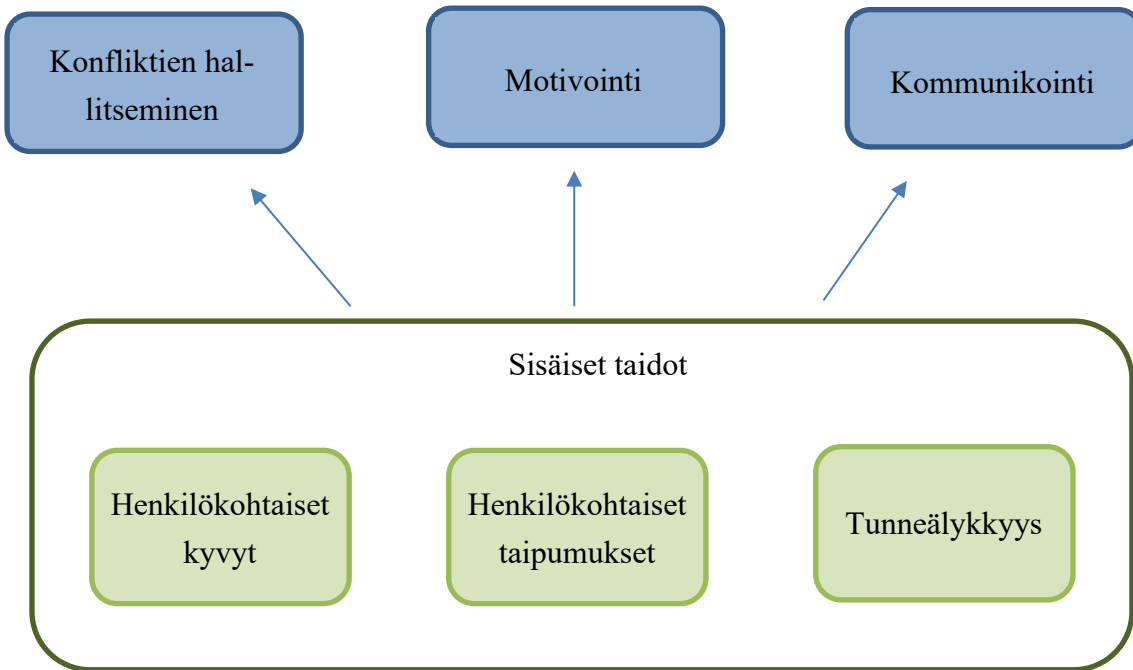 Konfliktien hal-
litseminen
Motivointi
Kommunikointi
Sisäiset taidot
Henkilökohtaiset
kyvyt
Henkilökohtaiset
taipumukset
Tunneälykkyys